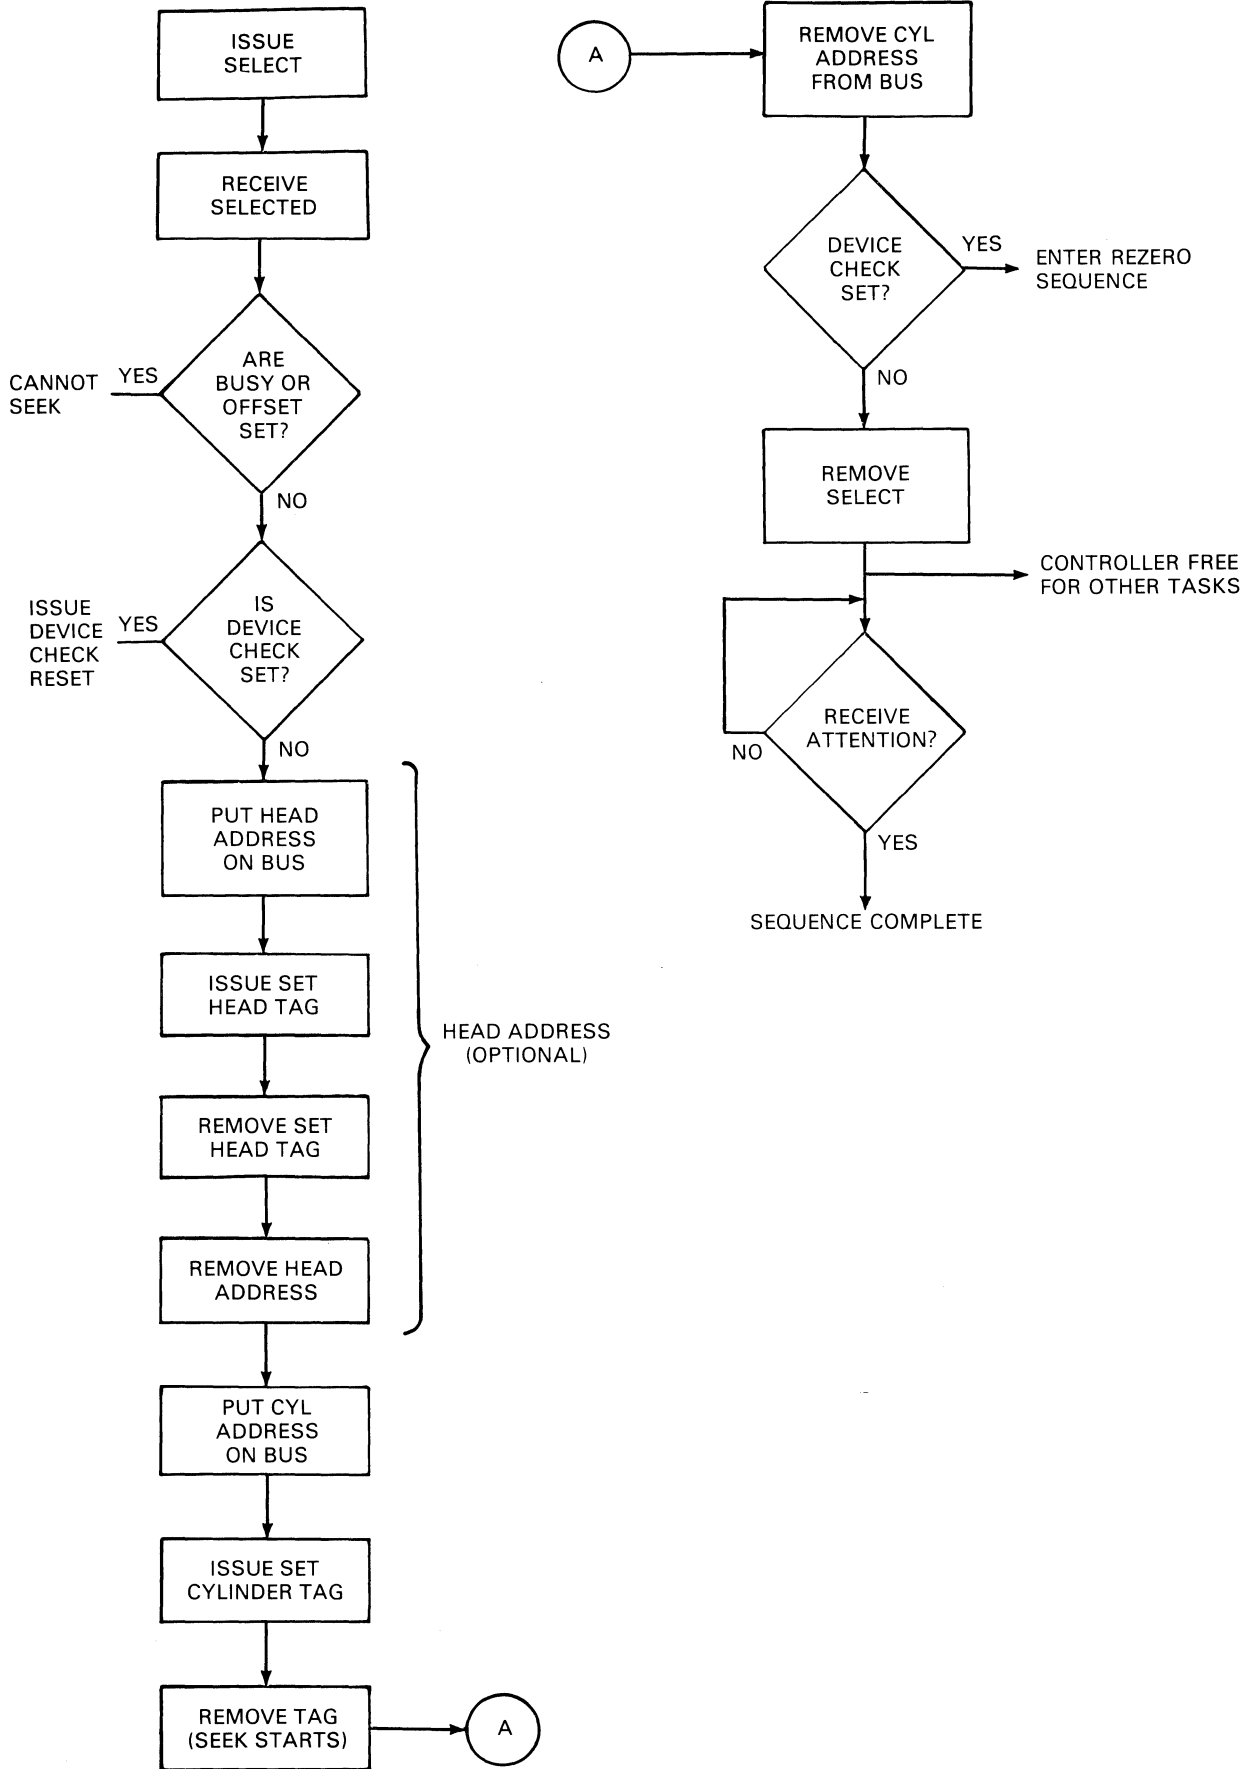 ISSUE
SELECT
RECEIVE
SELECTED
ARE
BUSY OR
OFFSET
SET?
YES
CANNOT
SEEK
NO
IS
DEVICE
CHECK
SET?
YES
ISSUE
DEVICE
CHECK
RESET
NO
PUT HEAD
ADDRESS
ON BUS
ISSUE SET
HEAD TAG
REMOVE SET
HEAD TAG
REMOVE HEAD
ADDRESS
HEAD ADDRESS
(OPTIONAL)
PUT CYL
ADDRESS
ON BUS
ISSUE SET
CYLINDER TAG
REMOVE TAG
(SEEK STARTS)
A
A
REMOVE CYL
ADDRESS
FROM BUS
DEVICE
CHECK
SET?
YES
ENTER REZERO
SEQUENCE
NO
REMOVE
SELECT
CONTROLLER FREE
FOR OTHER TASKS
RECEIVE
ATTENTION?
NO
YES
SEQUENCE COMPLETE